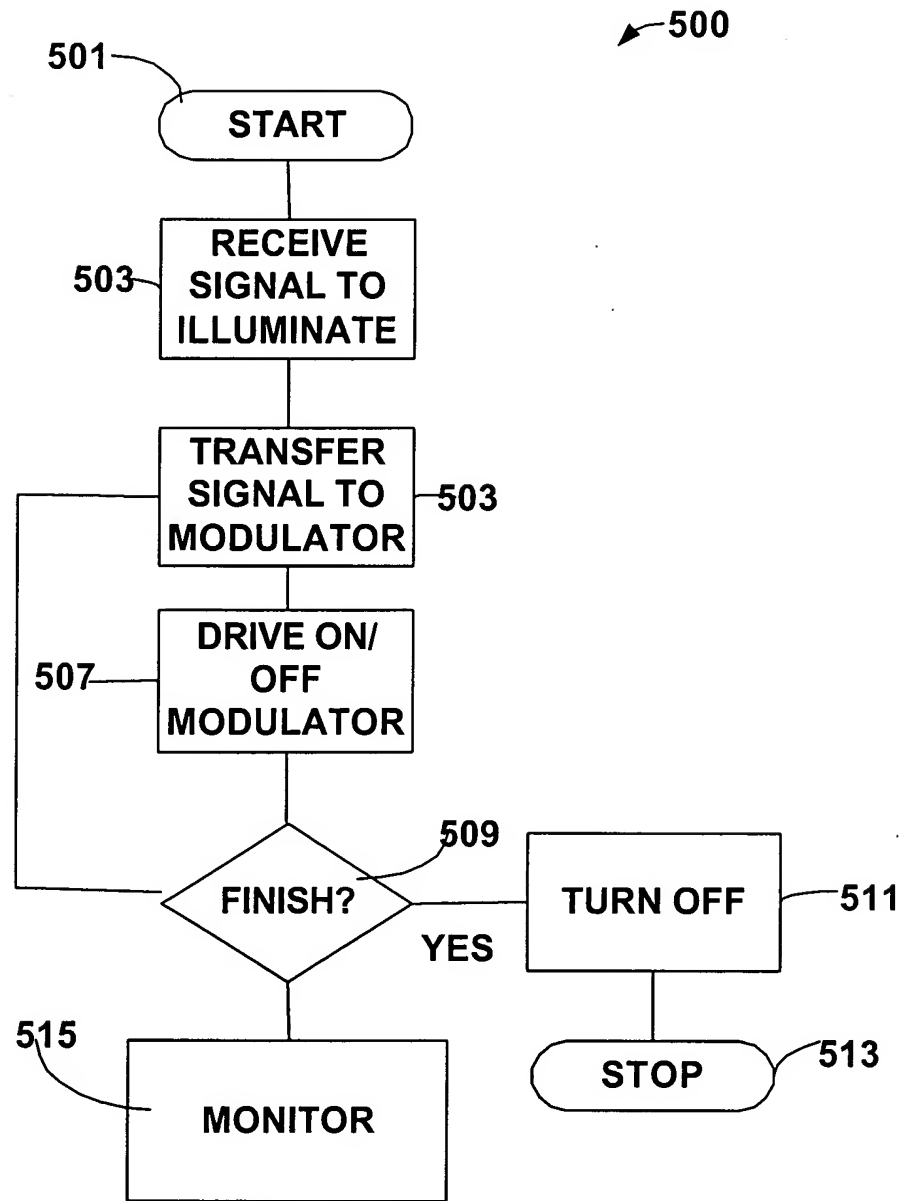 500
501
START
RECEIVE
SIGNAL TO
ILLUMINATE
503
TRANSFER
SIGNAL TO
MODULATOR
503
DRIVE ON/
OFF
MODULATOR
507
509
FINISH?
YES
TURN OFF
511
515
MONITOR
STOP
513